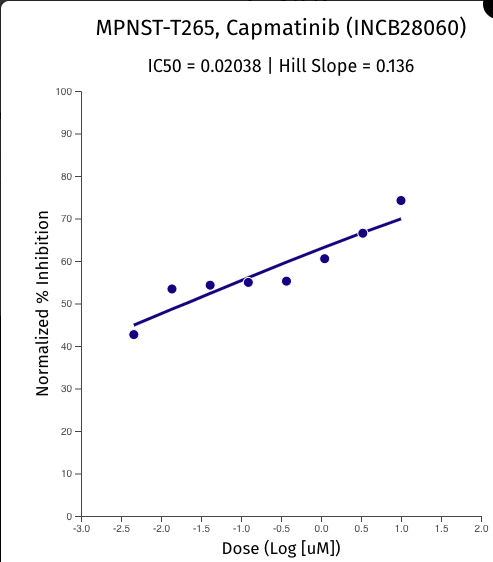 MPNST-T265, Capmatinib (INCB28060)
IC50 = 0.02038 | Hill Slope = 0.136
Normalized % Inhibition
100
90
80
70
60
50
40
30
20
10
0
-3.0 -2.5 -2.0 -1.5 -1.0 -0.5 0.0 0.5 1.0 1.5 2.0
Dose (Log [uM])